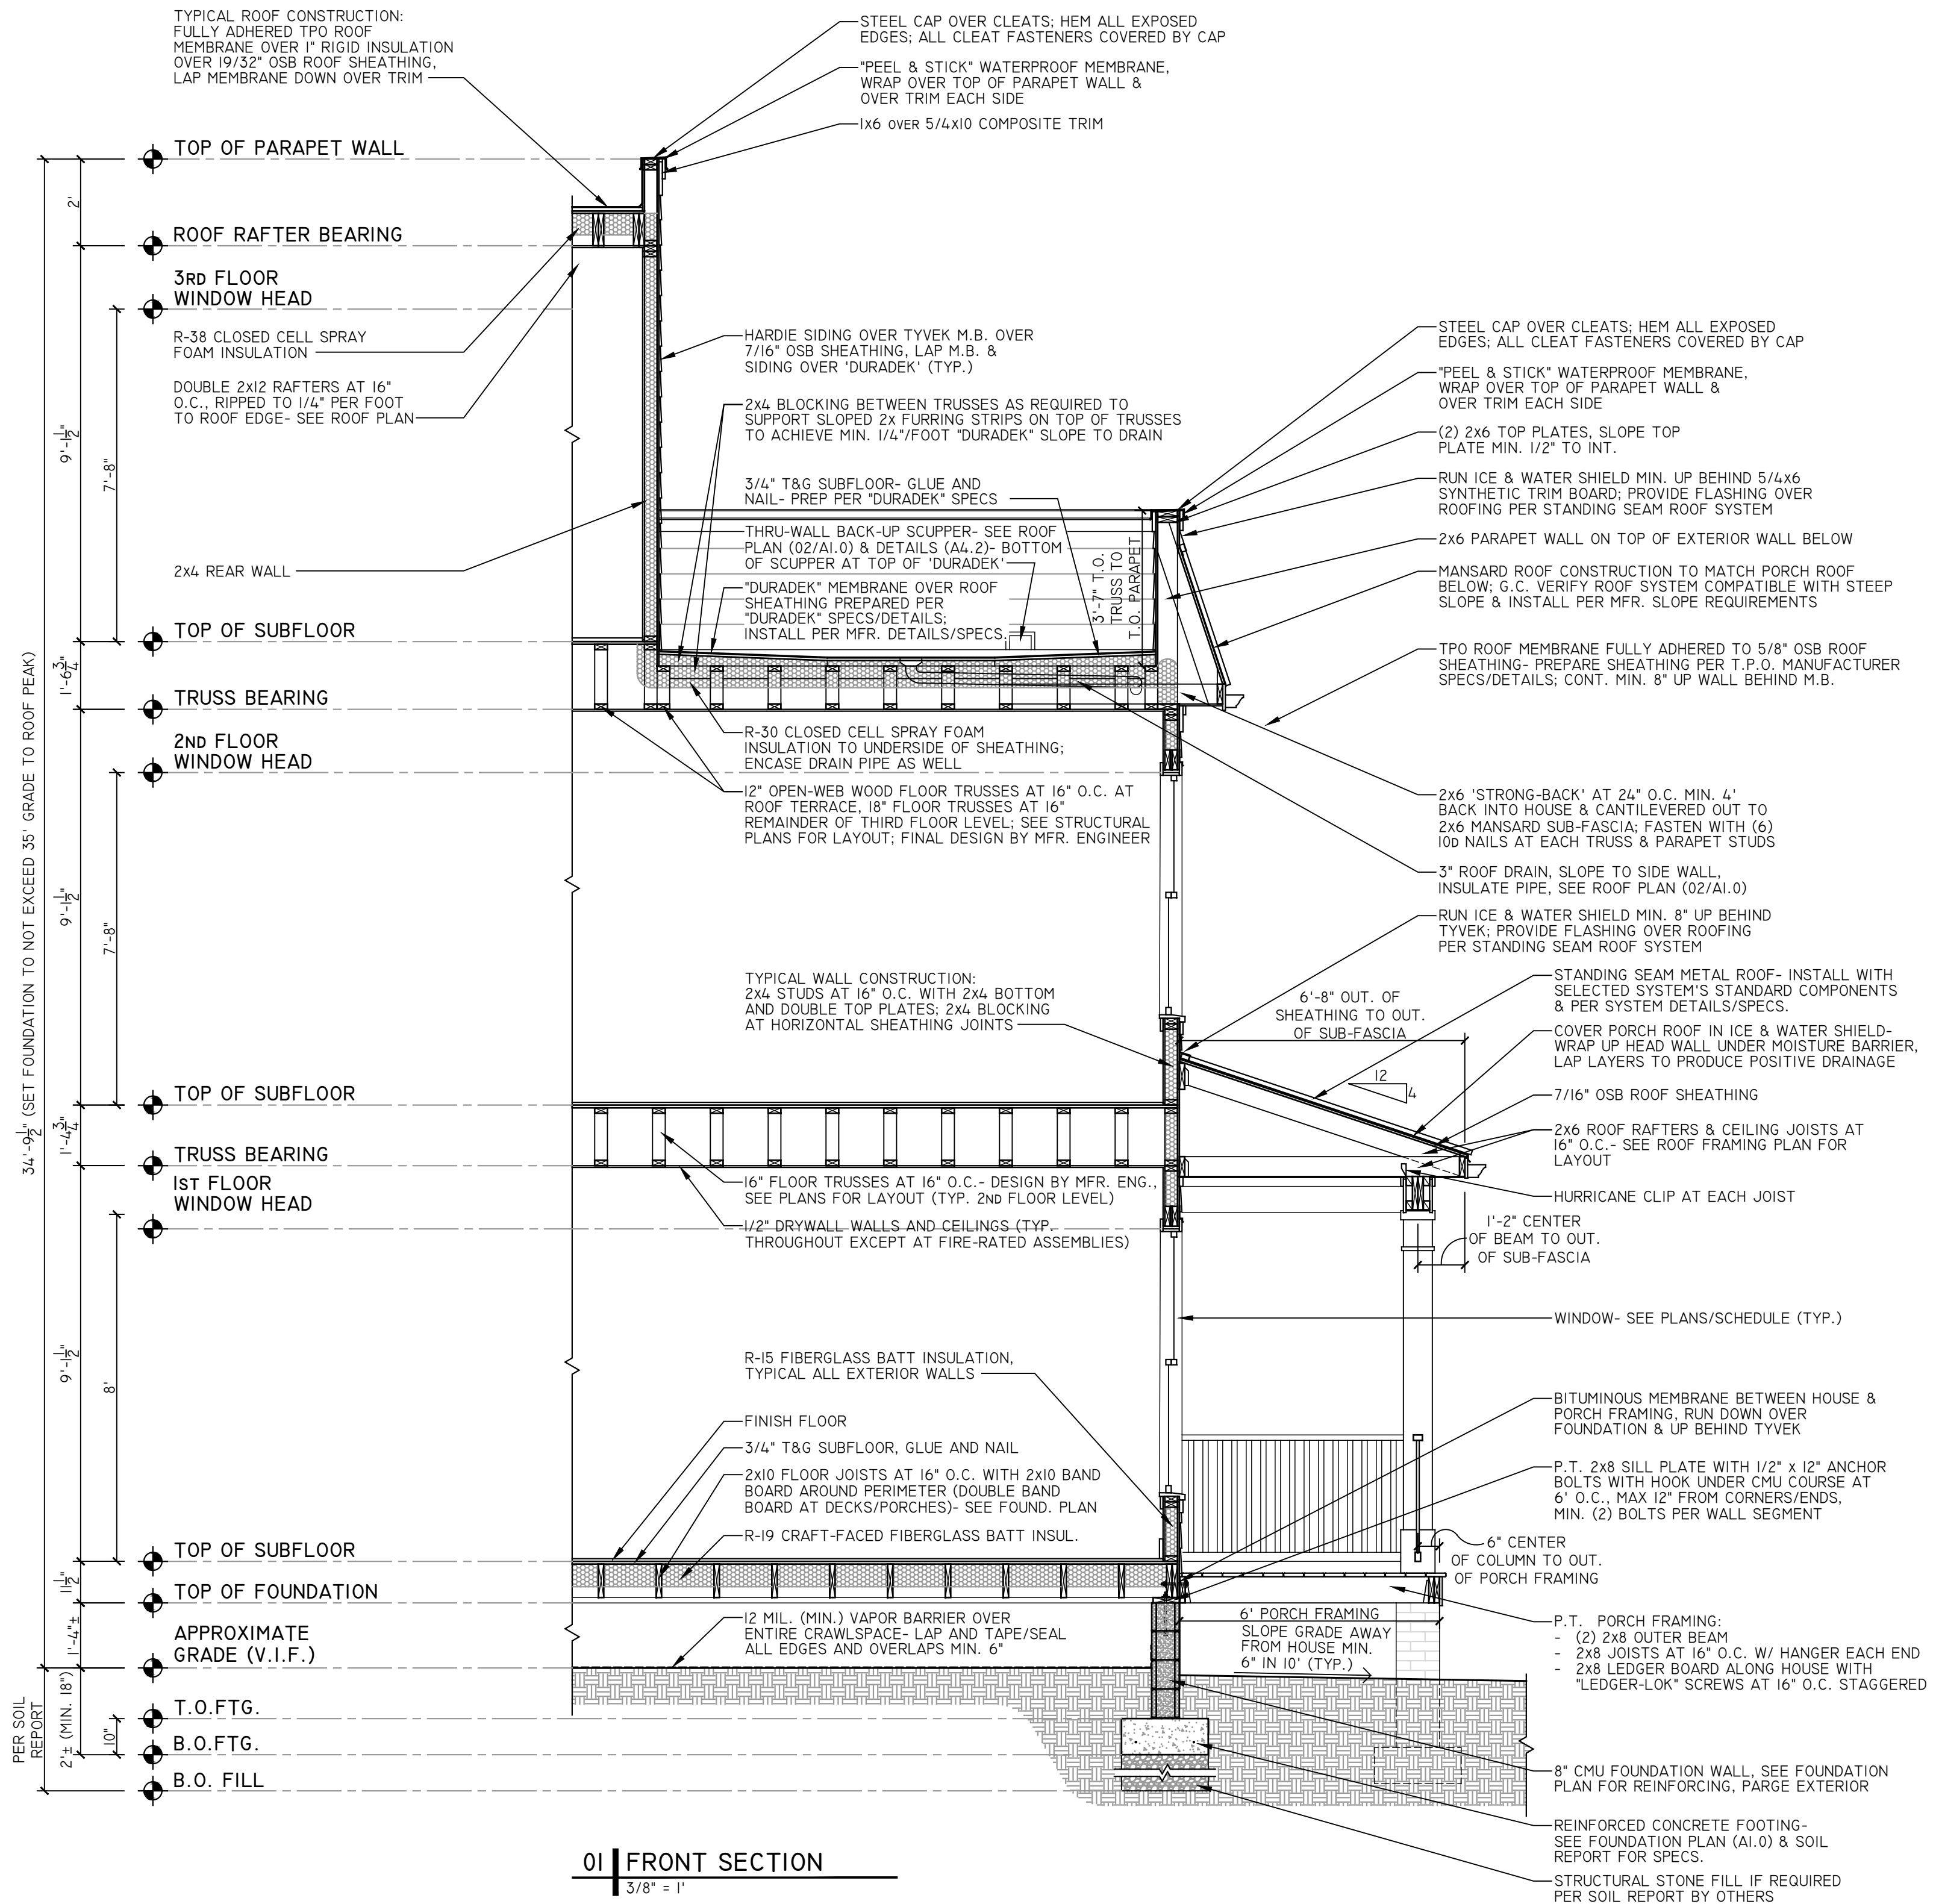 TYPICAL ROOF CONSTRUCTION:
FULLY ADHERED TPO ROOF
MEMBRANE OVER 1" RIGID INSULATION
OVER 19/32" OSB ROOF SHEATHING,
LAP MEMBRANE DOWN OVER TRIM
STEEL CAP OVER CLEATS; HEM ALL EXPOSED
EDGES; ALL CLEAT FASTENERS COVERED BY CAP
"PEEL & STICK" WATERPROOF MEMBRANE,
WRAP OVER TOP OF PARAPET WALL &
OVER TRIM EACH SIDE
1X6 OVER 5/4X10 COMPOSITE TRIM
TOP OF PARAPET WALL
2'
ROOF RAFTER BEARING
3RD FLOOR
WINDOW HEAD
R-38 CLOSED CELL SPRAY
FOAM INSULATION
DOUBLE 2X12 RAFTERS AT 16"
O.C., RIPPED TO 1/4" PER FOOT
TO ROOF EDGE- SEE ROOF PLAN
9'-1 1/2"
7'-8"
2X4 REAR WALL
TOP OF SUBFLOOR
1'-6 3/4"
TRUSS BEARING
2ND FLOOR
WINDOW HEAD
34'-9 1/2" (SET FOUNDATION TO NOT EXCEED 35' GRADE TO ROOF PEAK)
9'-1 1/2"
7'-8"
TOP OF SUBFLOOR
1'-4 3/4"
TRUSS BEARING
1ST FLOOR
WINDOW HEAD
9'-1 1/2"
8'
TOP OF SUBFLOOR
11 1/2"
TOP OF FOUNDATION
1'-4"±
APPROXIMATE
GRADE (V.I.F.)
PER SOIL
REPORT
2'± (MIN. 18")
10"
T.O.FTG.
B.O.FTG.
B.O. FILL
HARDIE SIDING OVER TYVEK M.B. OVER
7/16" OSB SHEATHING, LAP M.B. &
SIDING OVER 'DURADEK' (TYP.)
2X4 BLOCKING BETWEEN TRUSSES AS REQUIRED TO
SUPPORT SLOPED 2X FURRING STRIPS ON TOP OF TRUSSES
TO ACHIEVE MIN. 1/4"/FOOT "DURADEK" SLOPE TO DRAIN
3/4" T&G SUBFLOOR- GLUE AND
NAIL- PREP PER "DURADEK" SPECS
THRU-WALL BACK-UP SCUPPER- SEE ROOF
PLAN (02/A1.0) & DETAILS (A4.2)- BOTTOM
OF SCUPPER AT TOP OF 'DURADEK'
"DURADEK" MEMBRANE OVER ROOF
SHEATHING PREPARED PER
"DURADEK" SPECS/DETAILS;
INSTALL PER MFR. DETAILS/SPECS.
3'-7" T.O.
TRUSS TO
T.O. PARAPET
R-30 CLOSED CELL SPRAY FOAM
INSULATION TO UNDERSIDE OF SHEATHING;
ENCASE DRAIN PIPE AS WELL
12" OPEN-WEB WOOD FLOOR TRUSSES AT 16" O.C. AT
ROOF TERRACE, 18" FLOOR TRUSSES AT 16"
REMAINDER OF THIRD FLOOR LEVEL; SEE STRUCTURAL
PLANS FOR LAYOUT; FINAL DESIGN BY MFR. ENGINEER
TYPICAL WALL CONSTRUCTION:
2X4 STUDS AT 16" O.C. WITH 2X4 BOTTOM
AND DOUBLE TOP PLATES; 2X4 BLOCKING
AT HORIZONTAL SHEATHING JOINTS
16" FLOOR TRUSSES AT 16" O.C.- DESIGN BY MFR. ENG.,
SEE PLANS FOR LAYOUT (TYP. 2ND FLOOR LEVEL)
1/2" DRYWALL WALLS AND CEILINGS (TYP.
THROUGHOUT EXCEPT AT FIRE-RATED ASSEMBLIES)
R-15 FIBERGLASS BATT INSULATION,
TYPICAL ALL EXTERIOR WALLS
FINISH FLOOR
3/4" T&G SUBFLOOR, GLUE AND NAIL
2X10 FLOOR JOISTS AT 16" O.C. WITH 2X10 BAND
BOARD AROUND PERIMETER (DOUBLE BAND
BOARD AT DECKS/PORCHES)- SEE FOUND. PLAN
R-19 CRAFT-FACED FIBERGLASS BATT INSUL.
12 MIL. (MIN.) VAPOR BARRIER OVER
ENTIRE CRAWLSPACE- LAP AND TAPE/SEAL
ALL EDGES AND OVERLAPS MIN. 6"
STEEL CAP OVER CLEATS; HEM ALL EXPOSED
EDGES; ALL CLEAT FASTENERS COVERED BY CAP
"PEEL & STICK" WATERPROOF MEMBRANE,
WRAP OVER TOP OF PARAPET WALL &
OVER TRIM EACH SIDE
(2) 2X6 TOP PLATES, SLOPE TOP
PLATE MIN. 1/2" TO INT.
RUN ICE & WATER SHIELD MIN. UP BEHIND 5/4X6
SYNTHETIC TRIM BOARD; PROVIDE FLASHING OVER
ROOFING PER STANDING SEAM ROOF SYSTEM
2X6 PARAPET WALL ON TOP OF EXTERIOR WALL BELOW
MANSARD ROOF CONSTRUCTION TO MATCH PORCH ROOF
BELOW; G.C. VERIFY ROOF SYSTEM COMPATIBLE WITH STEEP
SLOPE & INSTALL PER MFR. SLOPE REQUIREMENTS
TPO ROOF MEMBRANE FULLY ADHERED TO 5/8" OSB ROOF
SHEATHING- PREPARE SHEATHING PER T.P.O. MANUFACTURER
SPECS/DETAILS; CONT. MIN. 8" UP WALL BEHIND M.B.
2X6 'STRONG-BACK' AT 24" O.C. MIN. 4'
BACK INTO HOUSE & CANTILEVERED OUT TO
2X6 MANSARD SUB-FASCIA; FASTEN WITH (6)
10D NAILS AT EACH TRUSS & PARAPET STUDS
3" ROOF DRAIN, SLOPE TO SIDE WALL,
INSULATE PIPE, SEE ROOF PLAN (02/A1.0)
RUN ICE & WATER SHIELD MIN. 8" UP BEHIND
TYVEK; PROVIDE FLASHING OVER ROOFING
PER STANDING SEAM ROOF SYSTEM
6'-8" OUT. OF
SHEATHING TO OUT.
OF SUB-FASCIA
12
4
STANDING SEAM METAL ROOF- INSTALL WITH
SELECTED SYSTEM'S STANDARD COMPONENTS
& PER SYSTEM DETAILS/SPECS.
COVER PORCH ROOF IN ICE & WATER SHIELD-
WRAP UP HEAD WALL UNDER MOISTURE BARRIER,
LAP LAYERS TO PRODUCE POSITIVE DRAINAGE
7/16" OSB ROOF SHEATHING
2X6 ROOF RAFTERS & CEILING JOISTS AT
16" O.C.- SEE ROOF FRAMING PLAN FOR
LAYOUT
HURRICANE CLIP AT EACH JOIST
1'-2" CENTER
OF BEAM TO OUT.
OF SUB-FASCIA
WINDOW- SEE PLANS/SCHEDULE (TYP.)
BITUMINOUS MEMBRANE BETWEEN HOUSE &
PORCH FRAMING, RUN DOWN OVER
FOUNDATION & UP BEHIND TYVEK
P.T. 2X8 SILL PLATE WITH 1/2" X 12" ANCHOR
BOLTS WITH HOOK UNDER CMU COURSE AT
6' O.C., MAX 12" FROM CORNERS/ENDS,
MIN. (2) BOLTS PER WALL SEGMENT
6" CENTER
OF COLUMN TO OUT.
OF PORCH FRAMING
6' PORCH FRAMING
SLOPE GRADE AWAY
FROM HOUSE MIN.
6" IN 10' (TYP.)
P.T. PORCH FRAMING:
- (2) 2X8 OUTER BEAM
- 2X8 JOISTS AT 16" O.C. W/ HANGER EACH END
- 2X8 LEDGER BOARD ALONG HOUSE WITH
"LEDGER-LOK" SCREWS AT 16" O.C. STAGGERED
8" CMU FOUNDATION WALL, SEE FOUNDATION
PLAN FOR REINFORCING, PARGE EXTERIOR
REINFORCED CONCRETE FOOTING-
SEE FOUNDATION PLAN (A1.0) & SOIL
REPORT FOR SPECS.
STRUCTURAL STONE FILL IF REQUIRED
PER SOIL REPORT BY OTHERS
01 FRONT SECTION
3/8" = 1'